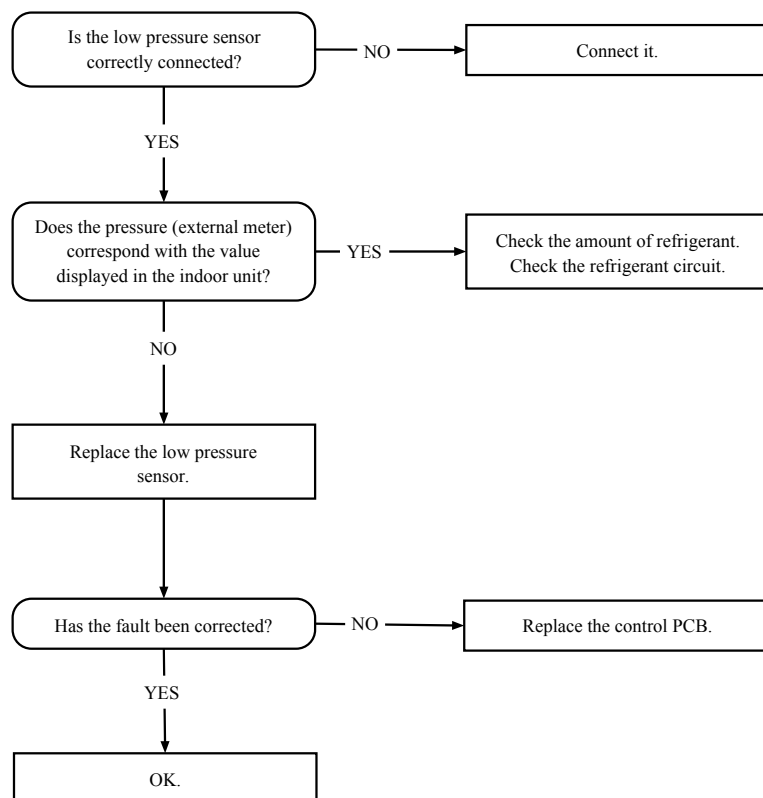 Is the low pressure sensor
correctly connected?
NO
Connect it.
YES
Does the pressure (external meter)
correspond with the value
displayed in the indoor unit?
YES
Check the amount of refrigerant.
Check the refrigerant circuit.
NO
Replace the low pressure
sensor.
Has the fault been corrected?
NO
Replace the control PCB.
YES
OK.